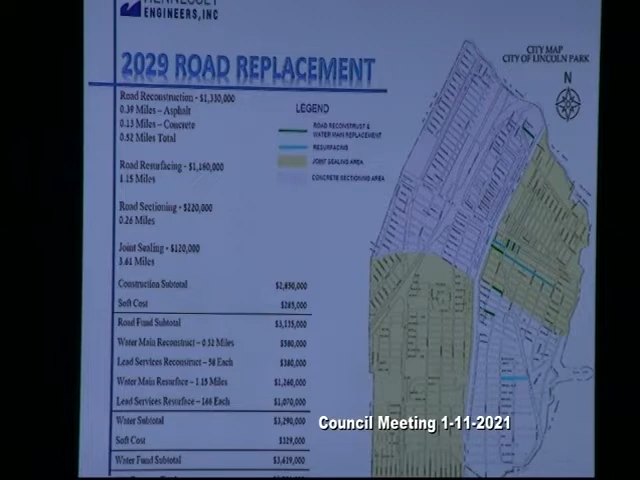 HENNESSEY
ENGINEERS, INC
2029 ROAD REPLACEMENT
CITY MAP
CITY OF LINCOLN PARK
N
Road Reconstruction - $1,330,000
0.39 Miles – Asphalt
0.13 Miles – Concrete
0.52 Miles Total
Road Resurfacing - $1,160,000
1.15 Miles
Road Sectioning - $220,000
0.26 Miles
Joint Sealing - $120,000
3.61 Miles
LEGEND
ROAD RECONSTRUCT &
WATER MAIN REPLACEMENT
RESURFACING
JOINT SEALING AREA
CONCRETE SECTIONING AREA
Construction Subtotal $2,850,000
Soft Cost $285,000
Road Fund Subtotal $3,135,000
Water Main Reconstruct – 0.52 Miles $580,000
Lead Services Reconstruct – 58 Each $380,000
Water Main Resurface – 1.15 Miles $1,260,000
Lead Services Resurface – 168 Each $1,070,000
Water Subtotal $3,290,000
Soft Cost $329,000
Water Fund Subtotal $3,619,000
Council Meeting 1-11-2021